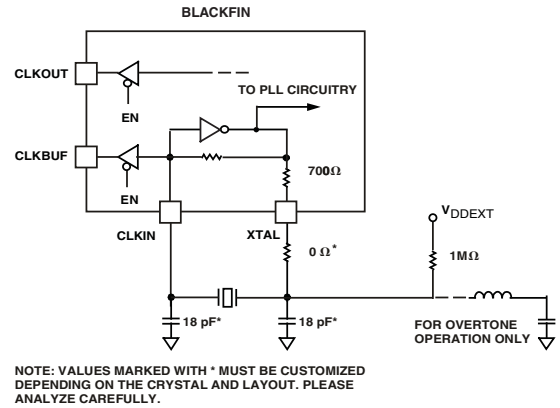 BLACKFIN
CLKOUT
TO PLL CIRCUITRY
EN
CLKBUF
700Ω
EN
VDDEXT
CLKIN
XTAL
0 Ω*
1MΩ
18 pF*
18 pF*
FOR OVERTONE
OPERATION ONLY
NOTE: VALUES MARKED WITH * MUST BE CUSTOMIZED
DEPENDING ON THE CRYSTAL AND LAYOUT. PLEASE
ANALYZE CAREFULLY.